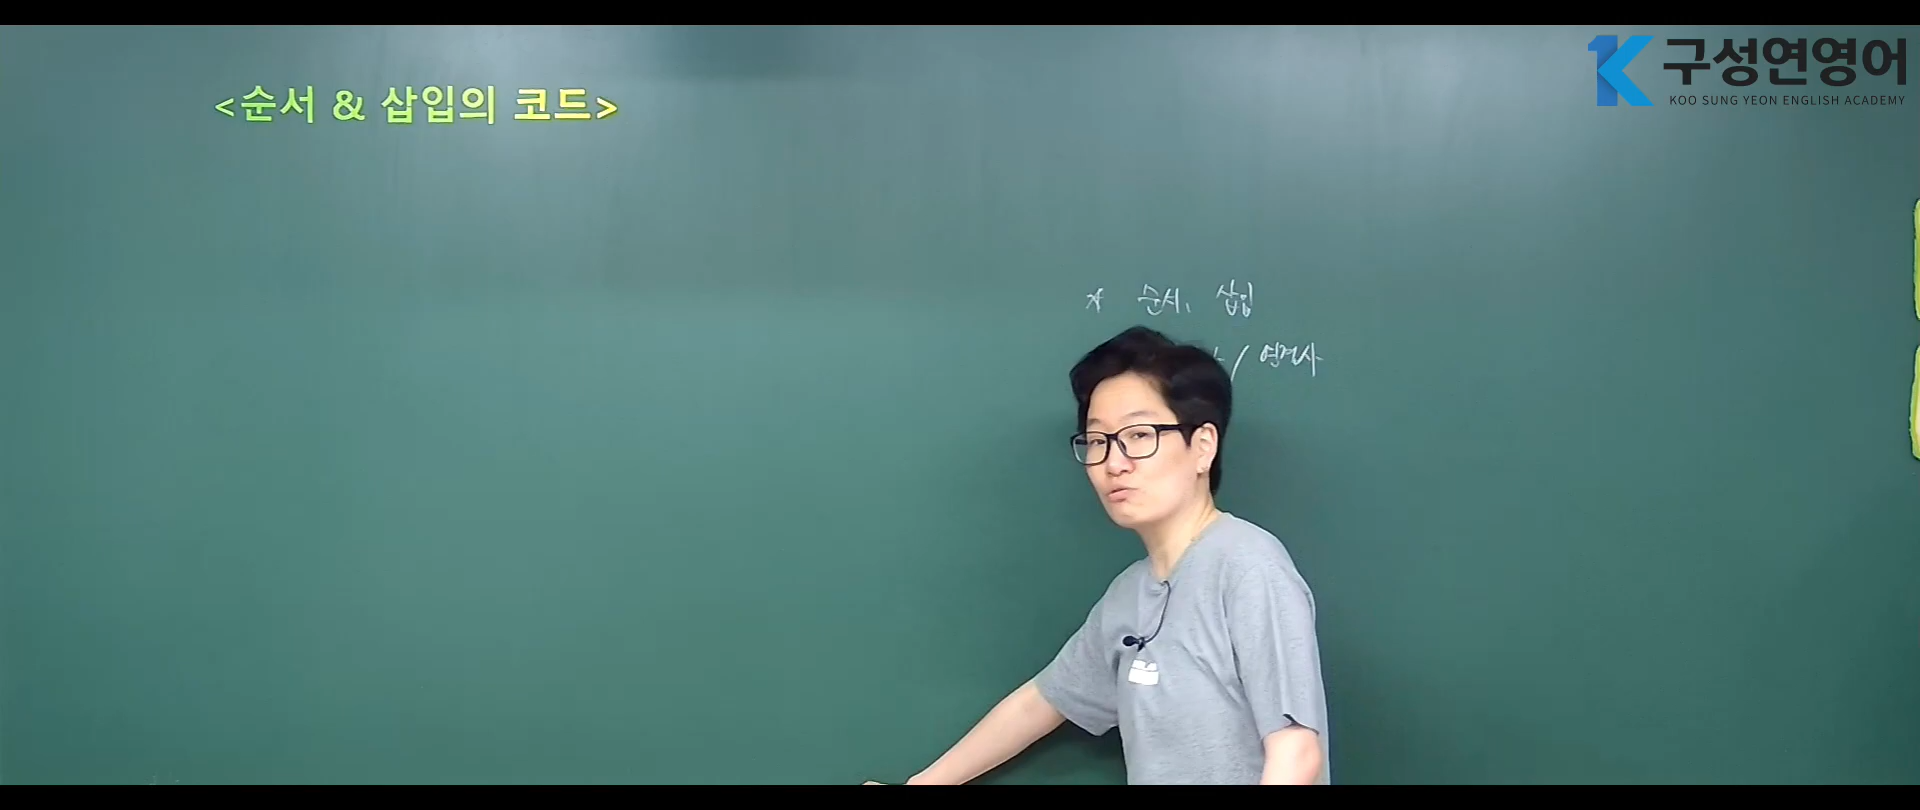 <순서 & 삽입의 코드>
구성연영어
KOO SUNG YEON ENGLISH ACADEMY
* 순서, 삽입
/ 연결사